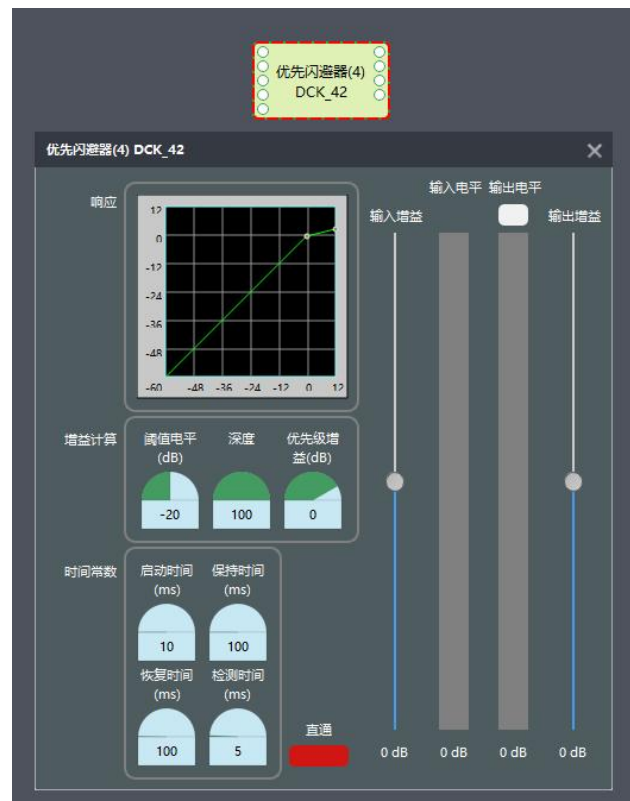 优先闪避器(4)
DCK_42
优先闪避器(4) DCK_42
响应
12
0
-12
-24
-36
-48
-60 -48 -36 -24 -12 0 12
输入电平 输出电平
输入增益
输出增益
增益计算
阈值电平
(dB)
深度
优先级增
益(dB)
-20
100
0
时间常数
启动时间
(ms)
保持时间
(ms)
10
100
恢复时间
(ms)
检测时间
(ms)
100
5
直通
0 dB 0 dB 0 dB 0 dB